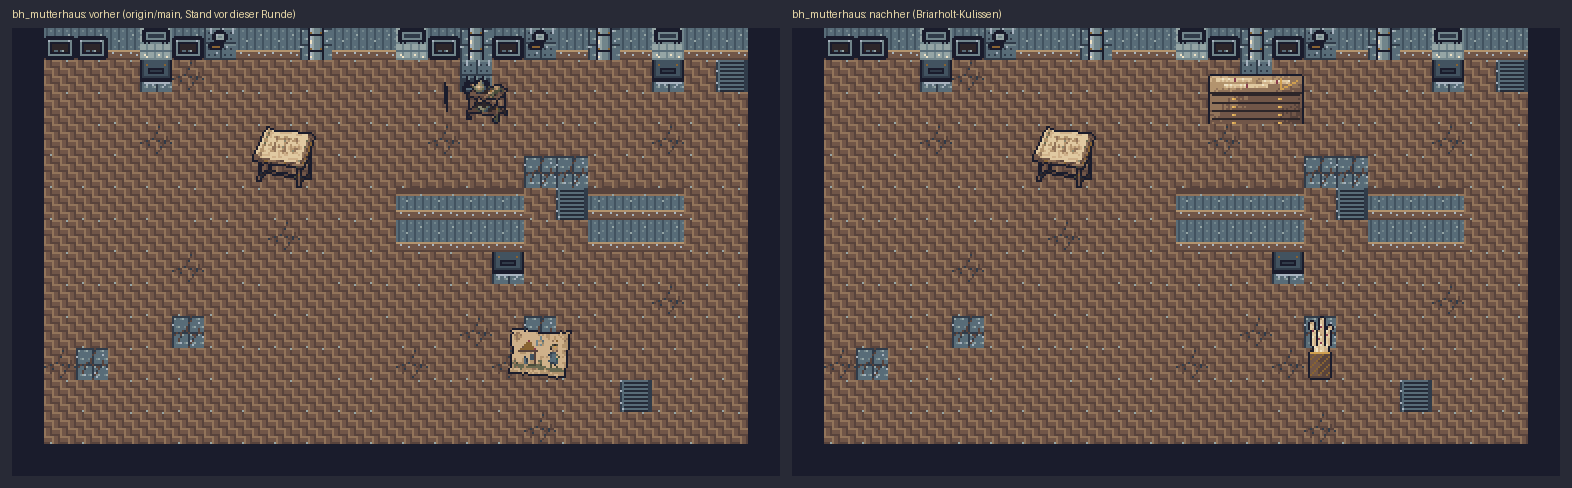 bh_mutterhaus: vorher (origin/main, Stand vor dieser Runde)
bh_mutterhaus: nachher (Briarholt-Kulissen)